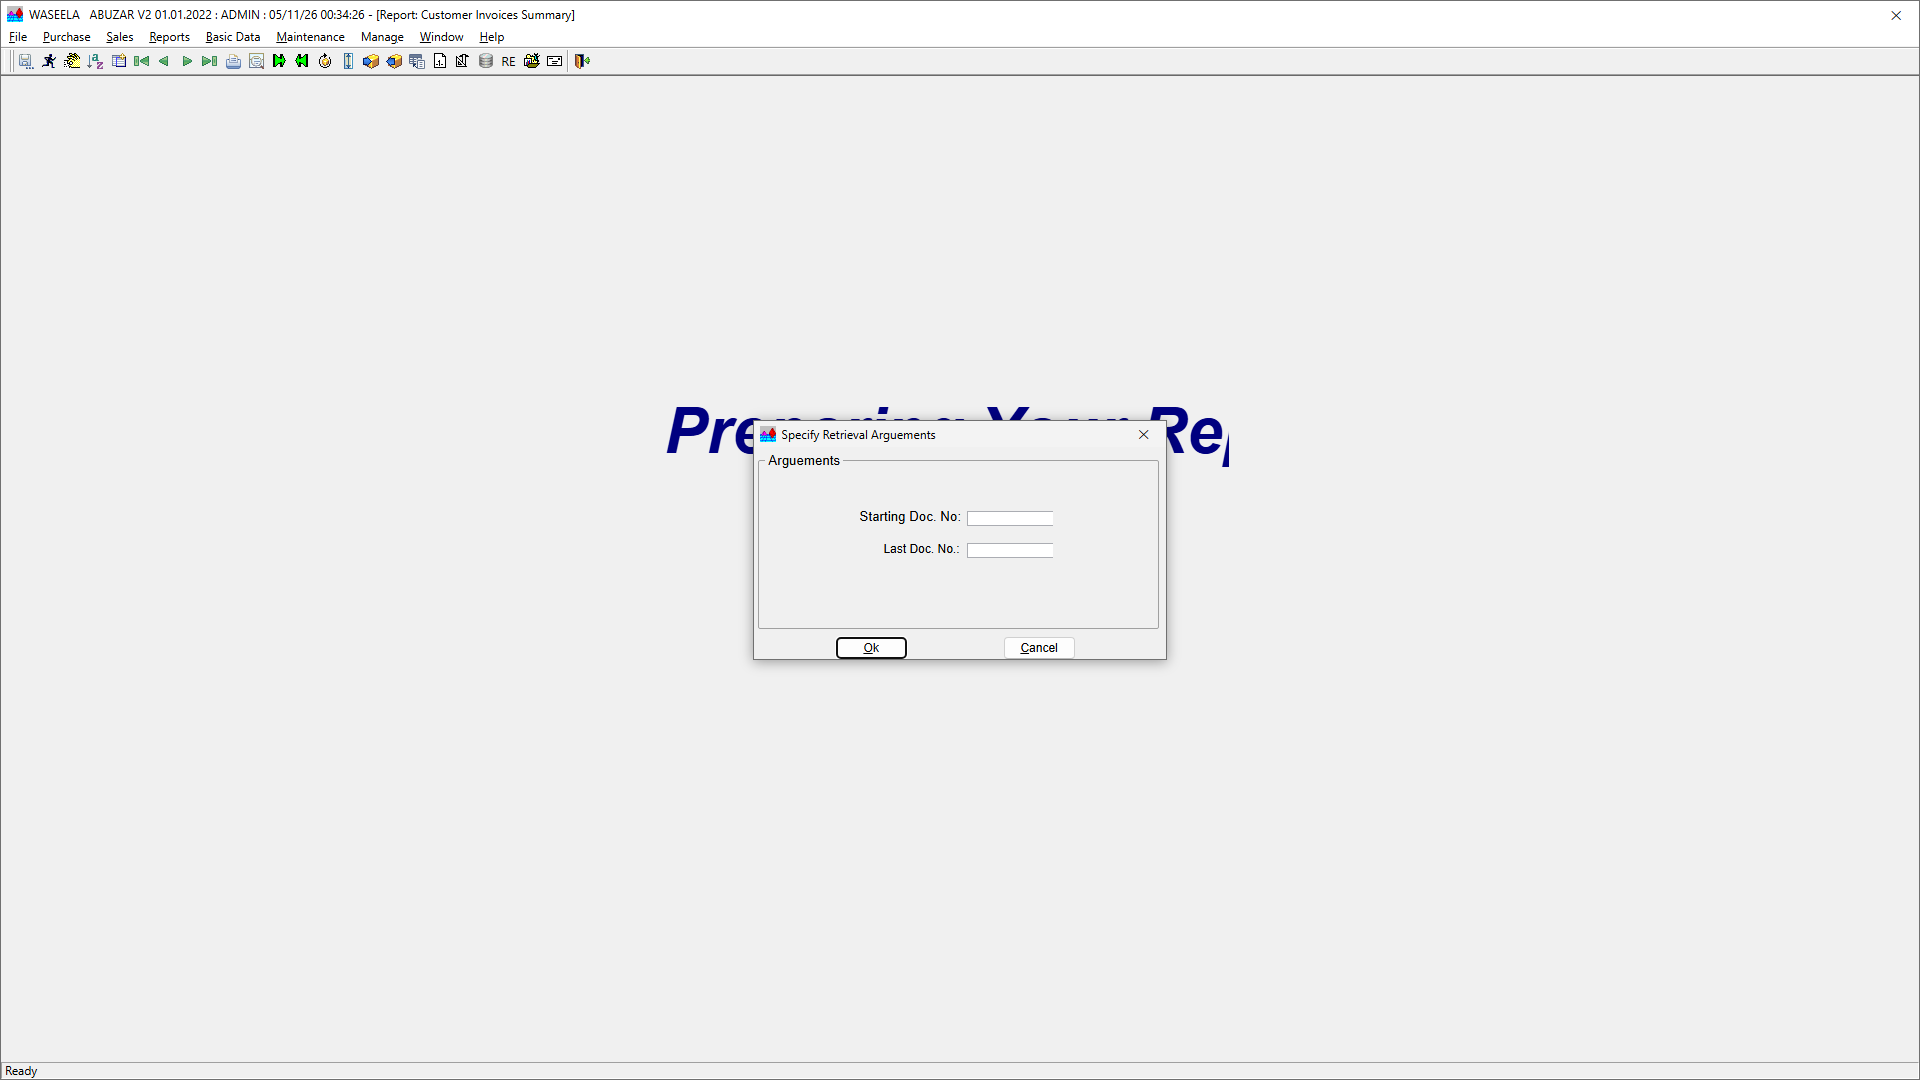 WASEELA ABUZAR V2 01.01.2022 : ADMIN : 05/11/26 00:34:26 - [Report: Customer Invoices Summary]
File Purchase Sales Reports Basic Data Maintenance Manage Window Help
RE
Specify Retrieval Arguements
Arguements
Starting Doc. No:
Last Doc. No.:
Ok Cancel
Ready